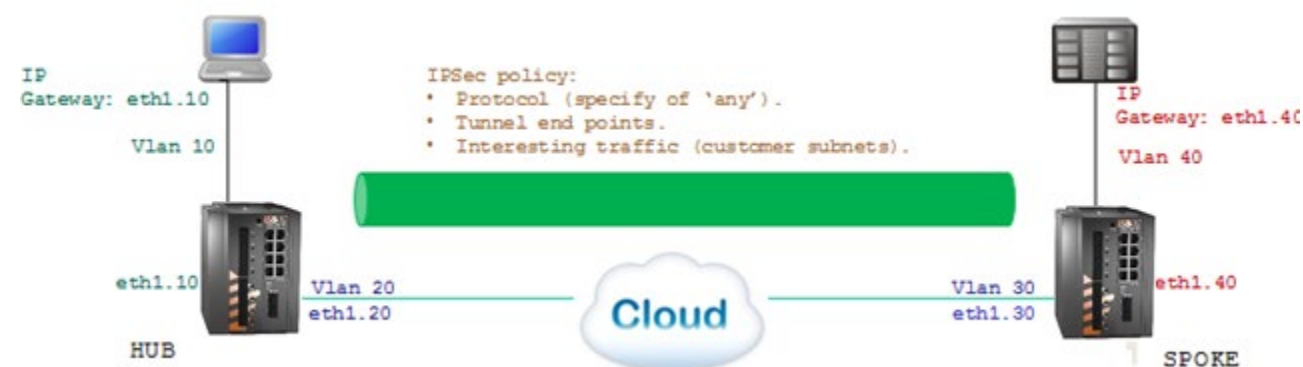 IP
Gateway: eth1.10
Vlan 10
IPSec policy:
• Protocol (specify of 'any').
• Tunnel end points.
• Interesting traffic (customer subnets).
IP
Gateway: eth1.40
Vlan 40
eth1.10
Vlan 20
eth1.20
Cloud
Vlan 30
eth1.30
eth1.40
HUB
SPOKE